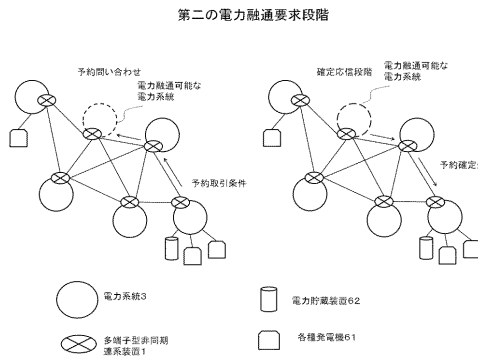 第二の電力融通要求段階
予約問い合わせ
電力融通可能な
電力系統
予約取引条件
確定応信段階
電力融通可能な
電力系統
予約確定
電力系統3
多端子型非同期
連系装置1
電力貯蔵装置62
各種発電機61